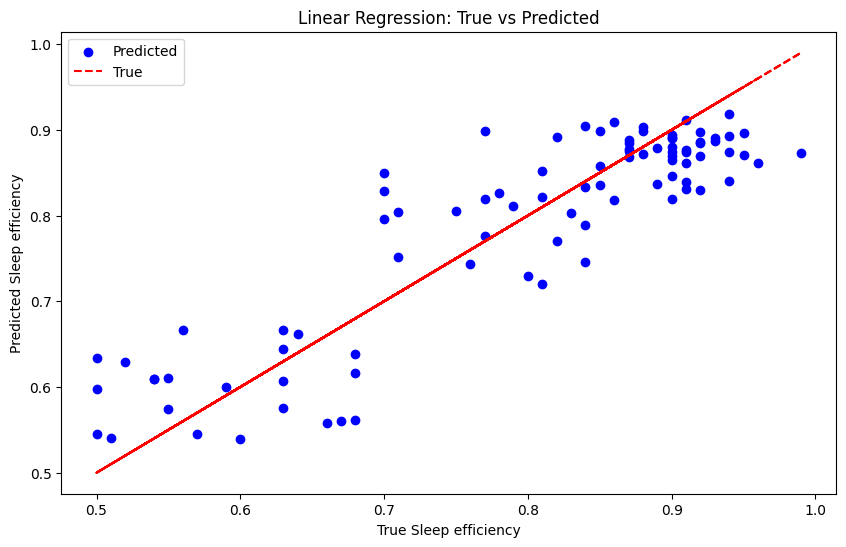 Linear Regression: True vs Predicted
Predicted
True
Predicted Sleep efficiency
1.0
0.9
0.8
0.7
0.6
0.5
0.5 0.6 0.7 0.8 0.9 1.0
True Sleep efficiency